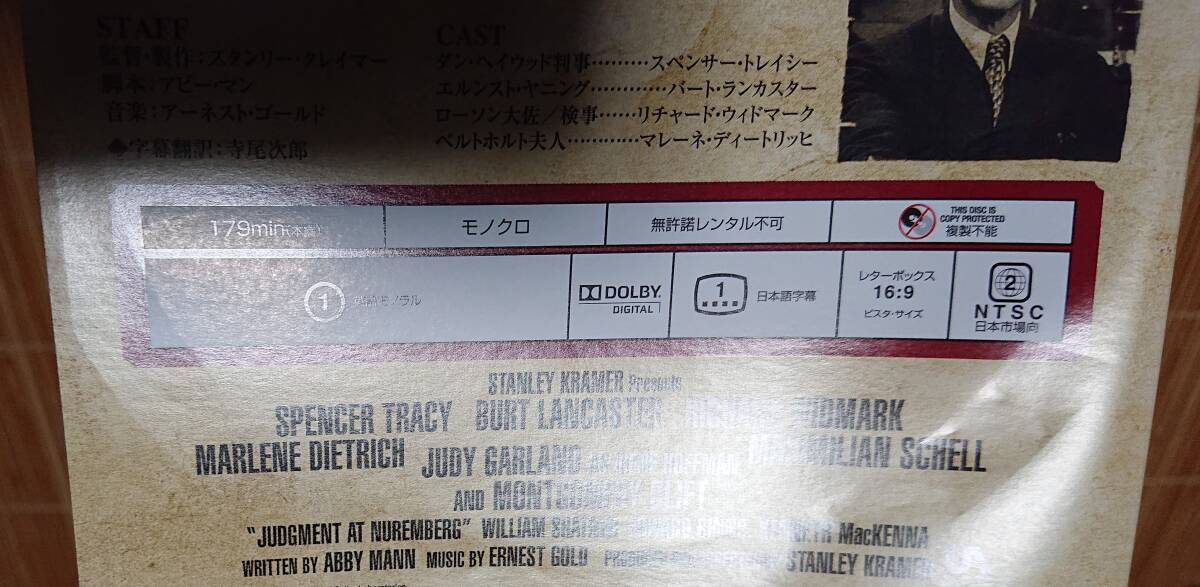 STAFF
監督・製作：スタンリー・クレイマー
脚本：アビー・マン
音楽：アーネスト・ゴールド
◆字幕翻訳：寺尾次郎
CAST
ダン・ヘイウッド判事………スペンサー・トレイシー
エルンスト・ヤニング…………バート・ランカスター
ローソン大佐／検事……リチャード・ウィドマーク
ベルトホルト夫人…………マレーネ・ディートリッヒ
179min(本編)
モノクロ
無許諾レンタル不可
THIS DISC IS
COPY PROTECTED
複製不能
1 モノラル
DOLBY
DIGITAL
1
日本語字幕
レターボックス
16:9
ビスタ・サイズ
2
NTSC
日本市場向
STANLEY KRAMER Presents
SPENCER TRACY BURT LANCASTER
MARLENE DIETRICH JUDY GARLAND AS IRENE HOFFMAN MAXIMILIAN SCHELL
AND MONTGOMERY CLIFT
"JUDGMENT AT NUREMBERG" WILLIAM SHATNER KENNETH MacKENNA
WRITTEN BY ABBY MANN MUSIC BY ERNEST GOLD STANLEY KRAMER